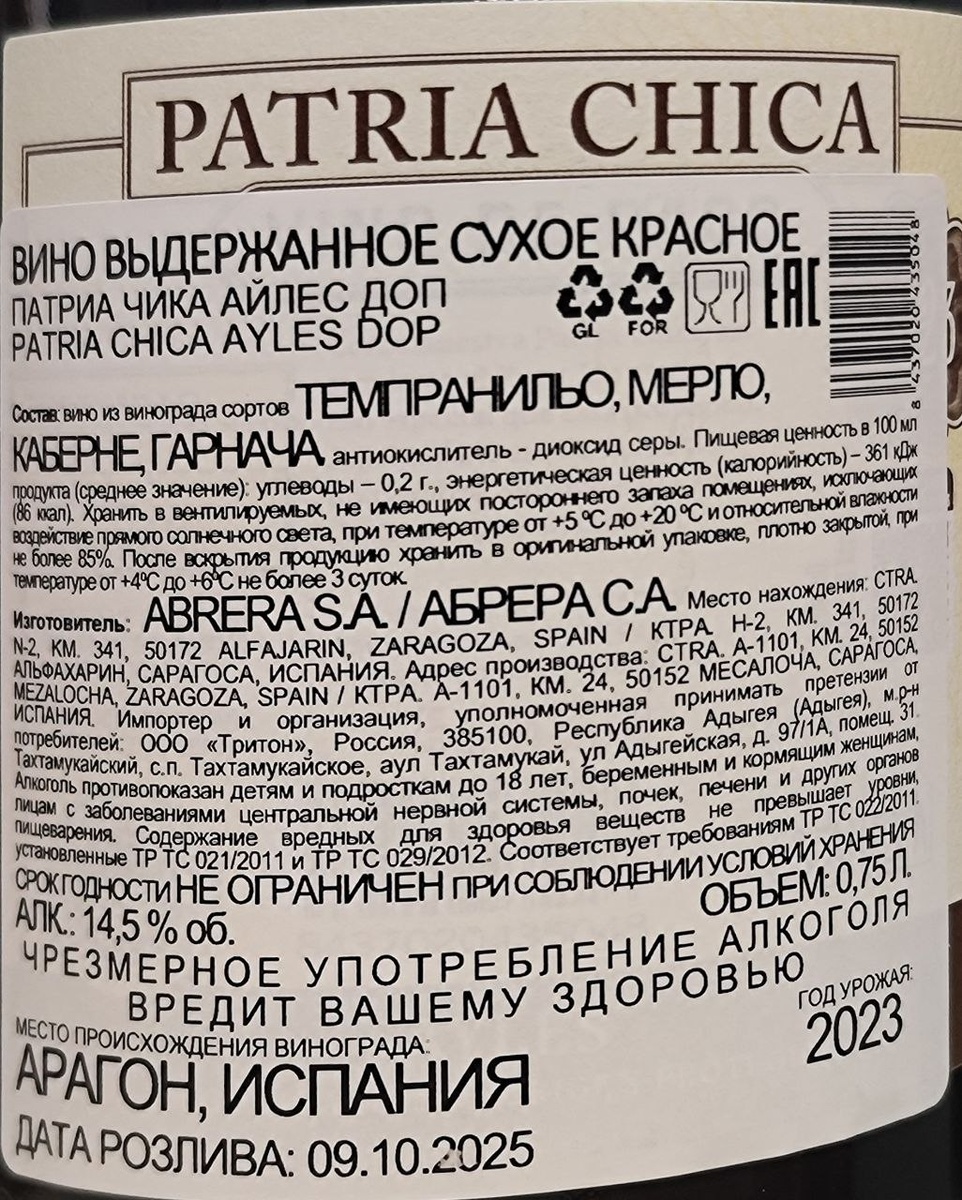 PATRIA CHICA
ВИНО ВЫДЕРЖАННОЕ СУХОЕ КРАСНОЕ
ПАТРИА ЧИКА АЙЛЕС ДОП
PATRIA CHICA AYLES DOP
GL FOR EAC
8 437020 435048
Состав: вино из винограда сортов ТЕМПРАНИЛЬО, МЕРЛО,
КАБЕРНЕ, ГАРНАЧА, антиокислитель - диоксид серы. Пищевая ценность в 100 мл
продукта (среднее значение): углеводы – 0,2 г., энергетическая ценность (калорийность) – 361 кДж
(86 ккал). Хранить в вентилируемых, не имеющих постороннего запаха помещениях, исключающих
воздействие прямого солнечного света, при температуре от +5 °С до +20 °С и относительной влажности
не более 85%. После вскрытия продукцию хранить в оригинальной упаковке, плотно закрытой, при
температуре от +4°С до +6°С не более 3 суток.
Изготовитель: ABRERA S.A. / АБРЕРА С.А. Место нахождения: CTRA.
N-2, KM. 341, 50172 ALFAJARIN, ZARAGOZA, SPAIN / КТРА. Н-2, КМ. 341, 50172
АЛЬФАХАРИН, САРАГОСА, ИСПАНИЯ. Адрес производства: CTRA. A-1101, KM. 24, 50152
MEZALOCHA, ZARAGOZA, SPAIN / КТРА. А-1101, КМ. 24, 50152 МЕСАЛОЧА, САРАГОСА,
ИСПАНИЯ. Импортер и организация, уполномоченная принимать претензии от
потребителей: ООО «Тритон», Россия, 385100, Республика Адыгея (Адыгея), м.р-н
Тахтамукайский, с.п. Тахтамукайское, аул Тахтамукай, ул Адыгейская, д. 97/1А, помещ. 31.
Алкоголь противопоказан детям и подросткам до 18 лет, беременным и кормящим женщинам,
лицам с заболеваниями центральной нервной системы, почек, печени и других органов
пищеварения. Содержание вредных для здоровья веществ не превышает уровни,
установленные ТР ТС 021/2011 и ТР ТС 029/2012. Соответствует требованиям ТР ТС 022/2011.
СРОК ГОДНОСТИ НЕ ОГРАНИЧЕН ПРИ СОБЛЮДЕНИИ УСЛОВИЙ ХРАНЕНИЯ
АЛК.: 14,5 % об. ОБЪЕМ: 0,75 Л.
ЧРЕЗМЕРНОЕ УПОТРЕБЛЕНИЕ АЛКОГОЛЯ
ВРЕДИТ ВАШЕМУ ЗДОРОВЬЮ
МЕСТО ПРОИСХОЖДЕНИЯ ВИНОГРАДА: ГОД УРОЖАЯ:
АРАГОН, ИСПАНИЯ 2023
ДАТА РОЗЛИВА: 09.10.2025